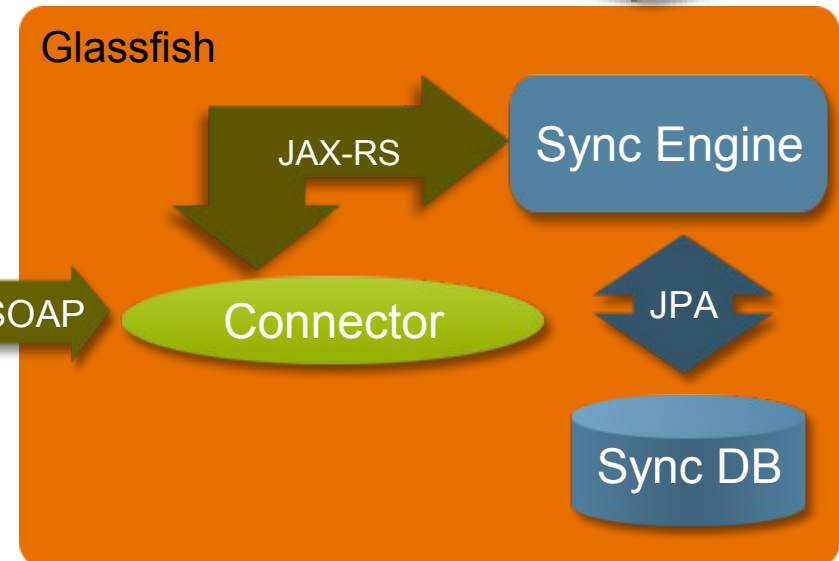 Glassfish
JAX-RS
Sync Engine
SOAP
Connector
JPA
Sync DB